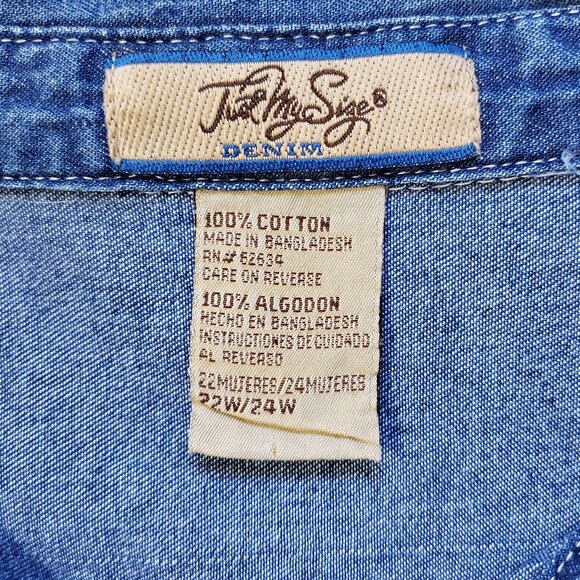 Just My Size®
DENIM
100% COTTON
MADE IN BANGLADESH
RN# 62634
CARE ON REVERSE
100% ALGODON
HECHO EN BANGLADESH
INSTRUCTIONES DE CUIDADO
AL REVERSO
22MUJERES/24MUJERES
22W/24W